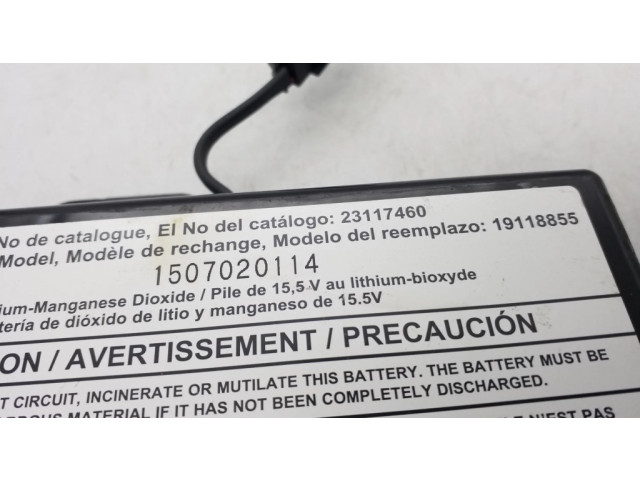 No de catalogue, El No del catálogo: 23117460
Model, Modèle de rechange, Modelo del reemplazo: 19118855
1507020114
ium-Manganese Dioxide / Pile de 15,5 V au lithium-bioxyde
tería de dióxido de litio y manganeso de 15.5V
ON / AVERTISSEMENT / PRECAUCIÓN
T CIRCUIT, INCINERATE OR MUTILATE THIS BATTERY. THE BATTERY MUST BE
MATERIAL IF IT HAS NOT BEEN COMPLETELY DISCHARGED.
N'EST PAS